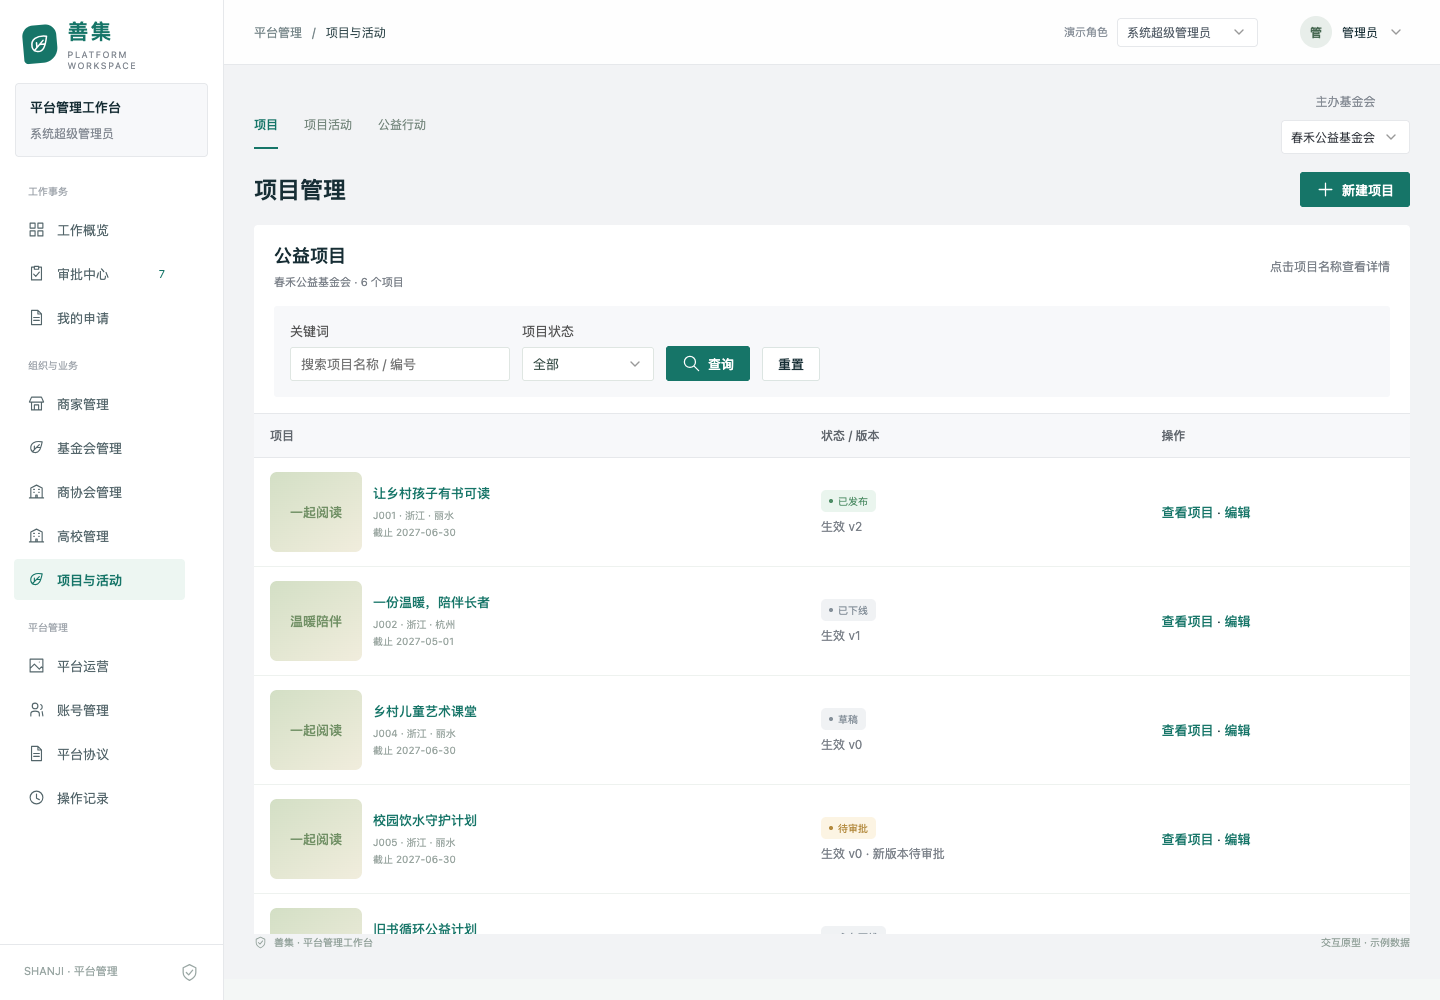 善集
PLATFORM
WORKSPACE
平台管理工作台
系统超级管理员
工作事务
工作概览
审批中心 7
我的申请
组织与业务
商家管理
基金会管理
商协会管理
高校管理
项目与活动
平台管理
平台运营
账号管理
平台协议
操作记录
SHANJI · 平台管理
平台管理 / 项目与活动
演示角色 系统超级管理员 管 管理员
项目 项目活动 公益行动
主办基金会
春禾公益基金会
项目管理
新建项目
公益项目
春禾公益基金会 · 6 个项目
点击项目名称查看详情
关键词 项目状态
搜索项目名称 / 编号 全部 查询 重置
项目 状态 / 版本 操作
一起阅读
让乡村孩子有书可读
J001 · 浙江 · 丽水
截止 2027-06-30
已发布
生效 v2
查看项目 · 编辑
温暖陪伴
一份温暖，陪伴长者
J002 · 浙江 · 杭州
截止 2027-05-01
已下线
生效 v1
查看项目 · 编辑
一起阅读
乡村儿童艺术课堂
J004 · 浙江 · 丽水
截止 2027-06-30
草稿
生效 v0
查看项目 · 编辑
一起阅读
校园饮水守护计划
J005 · 浙江 · 丽水
截止 2027-06-30
待审批
生效 v0 · 新版本待审批
查看项目 · 编辑
旧书循环公益计划
善集 · 平台管理工作台
交互原型 · 示例数据